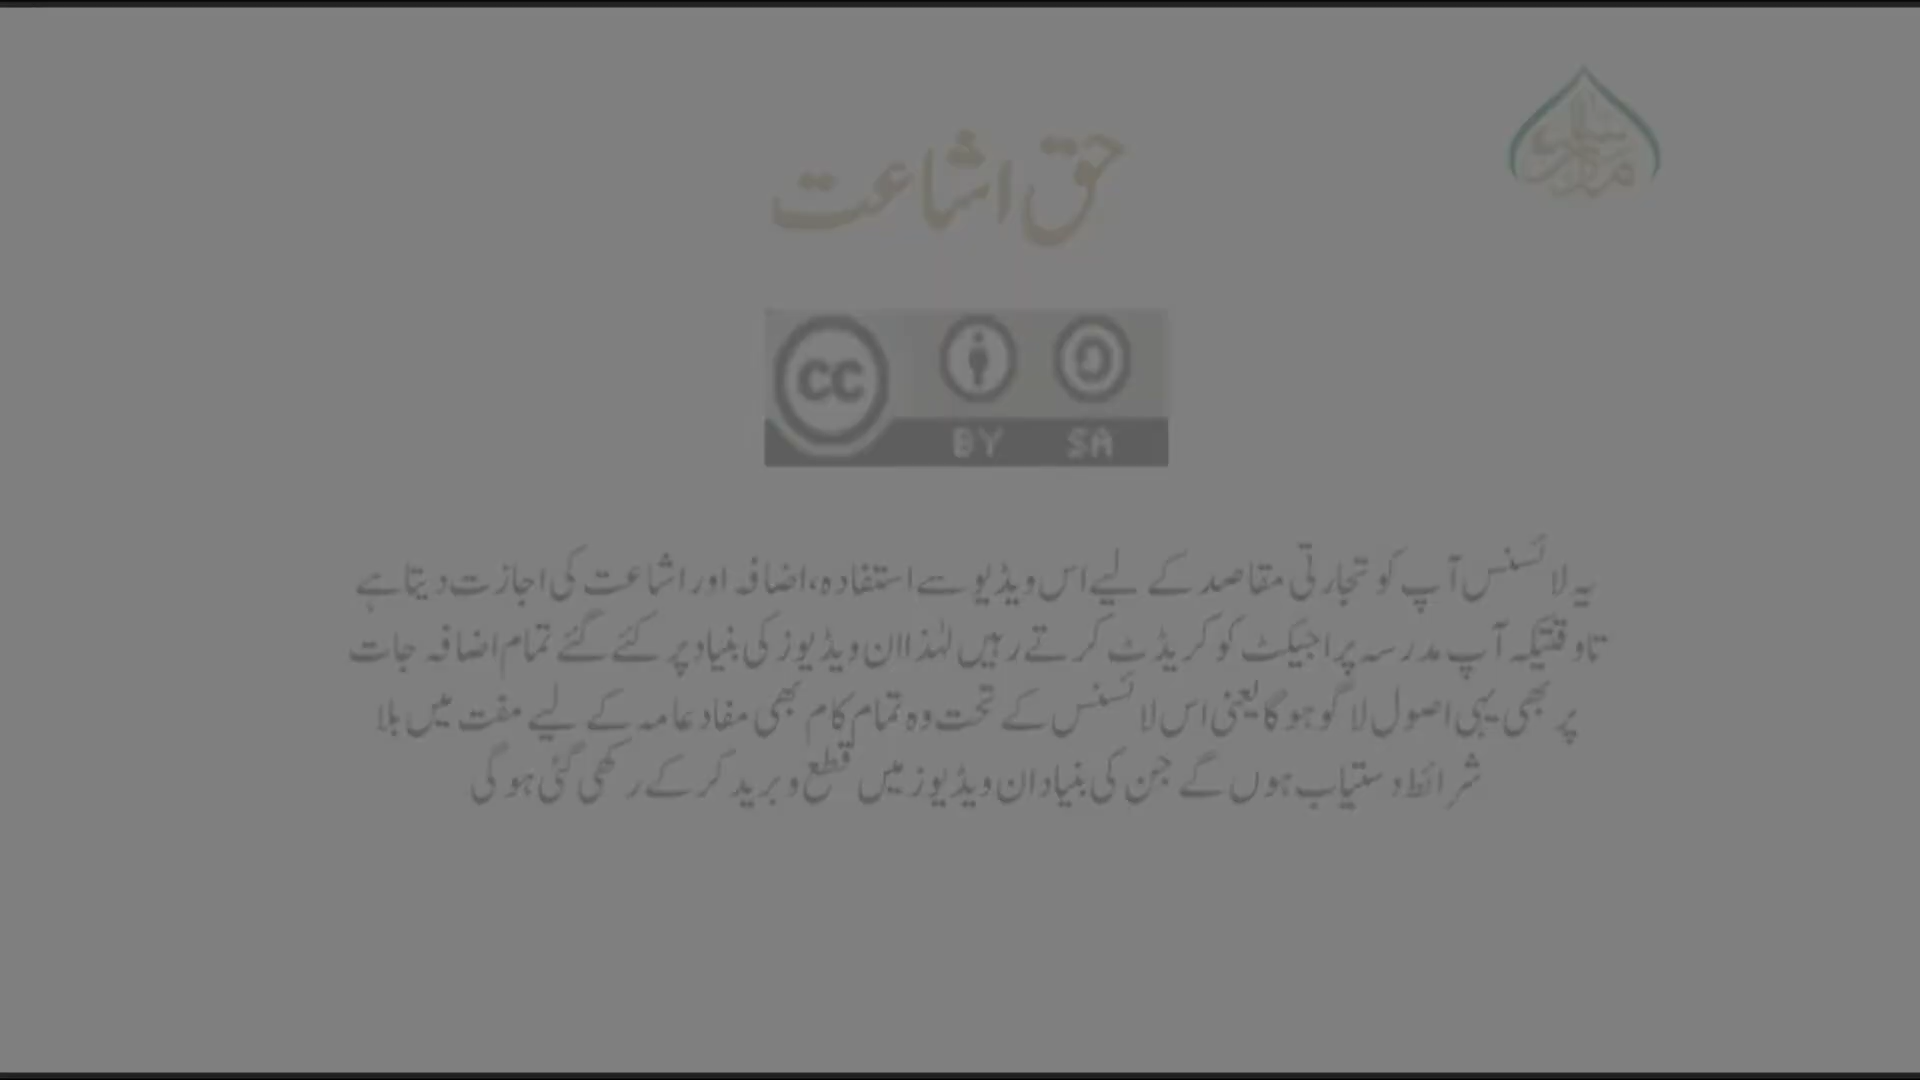 حق اشاعت
cc
BY SA
یہ لائسنس آپ کو تجارتی مقاصد کے لیے اس ویڈیو سے استفادہ، اضافہ اور اشاعت کی اجازت دیتا ہے
تاوقتیکہ آپ مدرسہ پراجیکٹ کو کریڈٹ کرتے رہیں لہٰذا ان ویڈیوز کی بنیاد پر کئے گئے تمام اضافہ جات
پر بھی یہی اصول لاگو ہوگا یعنی اس لائسنس کے تحت وہ تمام کام بھی مفاد عامہ کے لیے مفت میں بلا
شرائط دستیاب ہوں گے جن کی بنیاد ان ویڈیوز میں قطع و برید کر کے رکھی گئی ہو گی